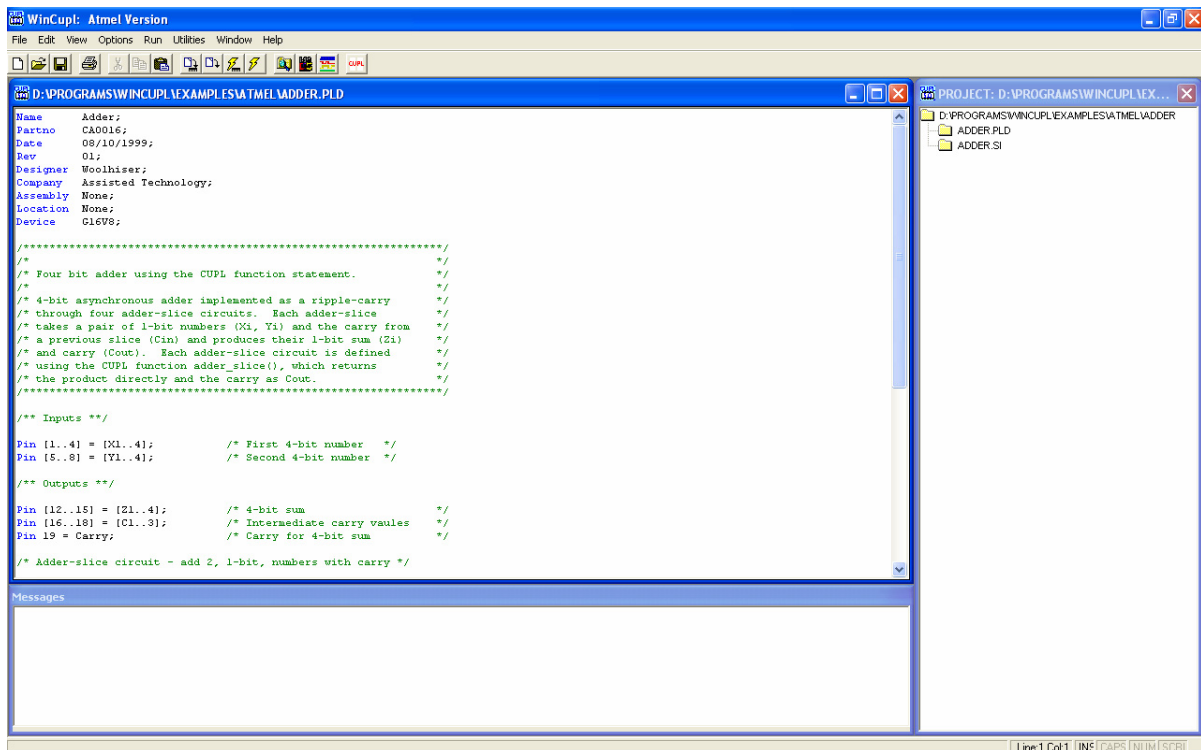 WinCupl: Atmel Version
File Edit View Options Run Utilities Window Help
CUPL
D:\PROGRAMS\WINCUPL\EXAMPLES\ATMEL\ADDER.PLD
Name Adder;
Partno CA0016;
Date 08/10/1999;
Rev 01;
Designer Woolhiser;
Company Assisted Technology;
Assembly None;
Location None;
Device G16V8;
/****************************************************************/
/* */
/* Four bit adder using the CUPL function statement. */
/* */
/* 4-bit asynchronous adder implemented as a ripple-carry */
/* through four adder-slice circuits. Each adder-slice */
/* takes a pair of 1-bit numbers (Xi, Yi) and the carry from */
/* a previous slice (Cin) and produces their 1-bit sum (Zi) */
/* and carry (Cout). Each adder-slice circuit is defined */
/* using the CUPL function adder_slice(), which returns */
/* the product directly and the carry as Cout. */
/****************************************************************/
/** Inputs **/
Pin [1..4] = [X1..4]; /* First 4-bit number */
Pin [5..8] = [Y1..4]; /* Second 4-bit number */
/** Outputs **/
Pin [12..15] = [Z1..4]; /* 4-bit sum */
Pin [16..18] = [C1..3]; /* Intermediate carry vaules */
Pin 19 = Carry; /* Carry for 4-bit sum */
/* Adder-slice circuit - add 2, 1-bit, numbers with carry */
Messages
PROJECT: D:\PROGRAMS\WINCUPL\EX...
D:\PROGRAMS\WINCUPL\EXAMPLES\ATMEL\ADDER
ADDER.PLD
ADDER.SI
Line:1 Col:1 INS CAPS NUM SCRL